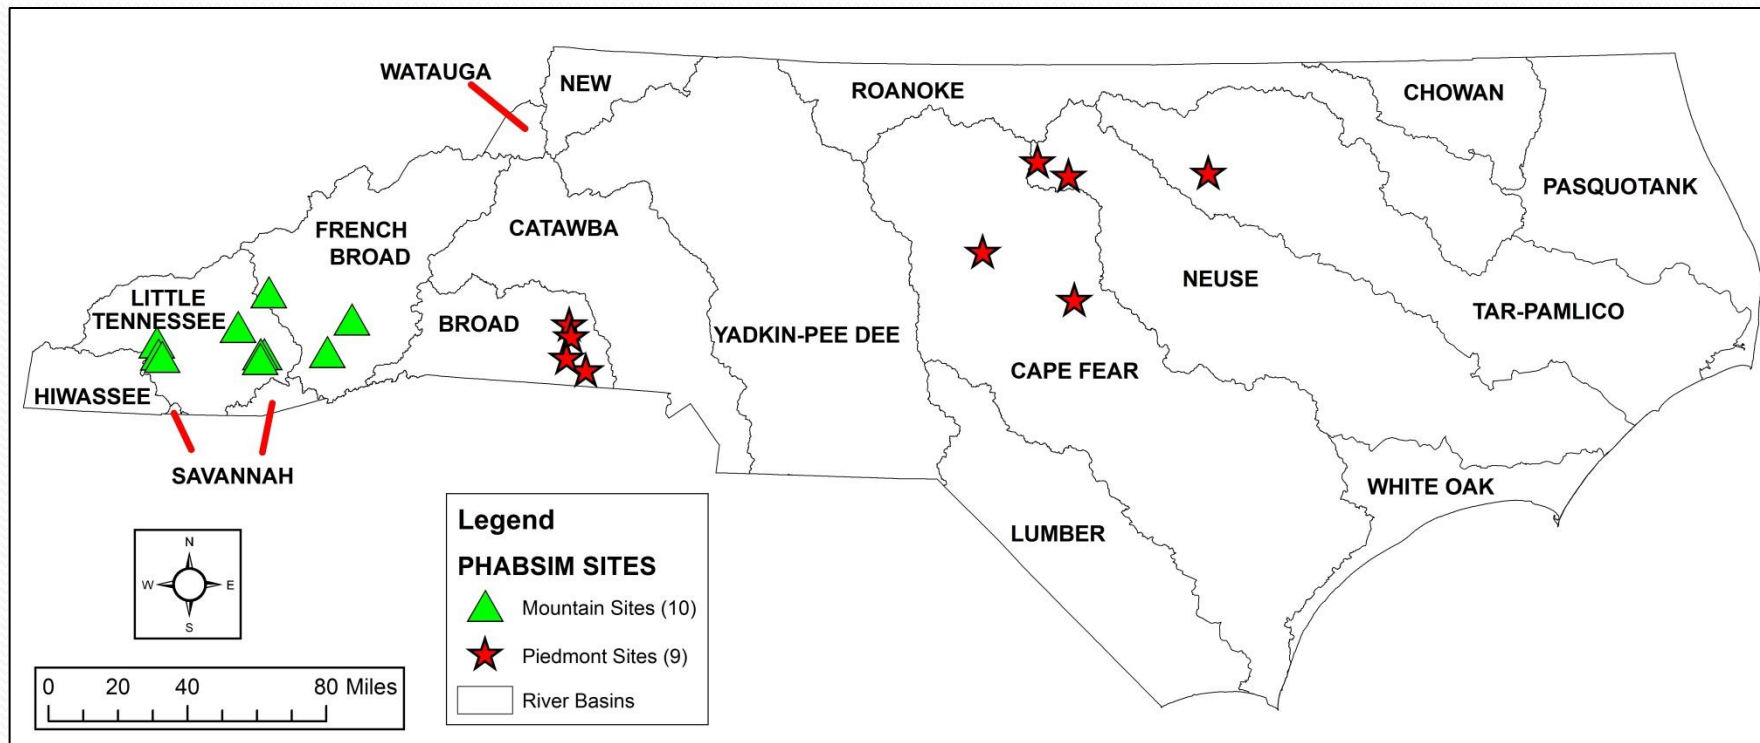 WATAUGA
NEW
ROANOKE
CHOWAN
PASQUOTANK
FRENCH
BROAD
CATAWBA
LITTLE
TENNESSEE
BROAD
YADKIN-PEE DEE
NEUSE
TAR-PAMLICO
CAPE FEAR
HIWASSEE
SAVANNAH
WHITE OAK
LUMBER
N
W E
S
0 20 40 80 Miles
Legend
PHABSIM SITES
Mountain Sites (10)
Piedmont Sites (9)
River Basins